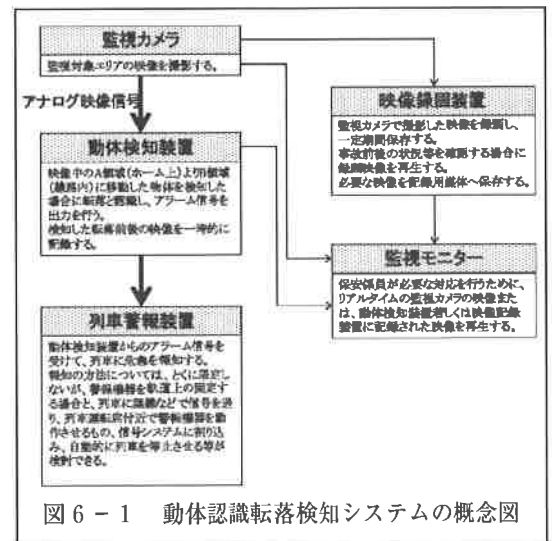 監視カメラ
監視対象エリアの映像を撮影する。
アナログ映像信号
動体検知装置
映像中のA領域（ホーム上）よりB領域
（線路内）に移動した物体を検知した
場合に転落と認識し、アラーム信号を
出力を行う。
検知した転落前後の映像を一時的に
記録する。
列車警報装置
動体検知装置からのアラーム信号を
受けて、列車に危急を報知する。
報知の方法については、とくに限定し
ないが、警報機器を軌道上の固定す
る場合と、列車に無線などで信号を送
り、列車運転席付近で警報機器を動
作させるもの、信号システムに割り込
み、自動的に列車を停止させる等が
検討できる。
映像録画装置
監視カメラで撮影した映像を録画し、
一定期間保存する。
事故前後の状況等を確認する場合に
録画映像を再生する。
必要な映像を記録用媒体へ保存する。
監視モニター
保安係員が必要な対応を行うために、
リアルタイムの監視カメラの映像また
は、動体検知装置若しくは映像記録
装置に記録された映像を再生する。
図6－1　動体認識転落検知システムの概念図